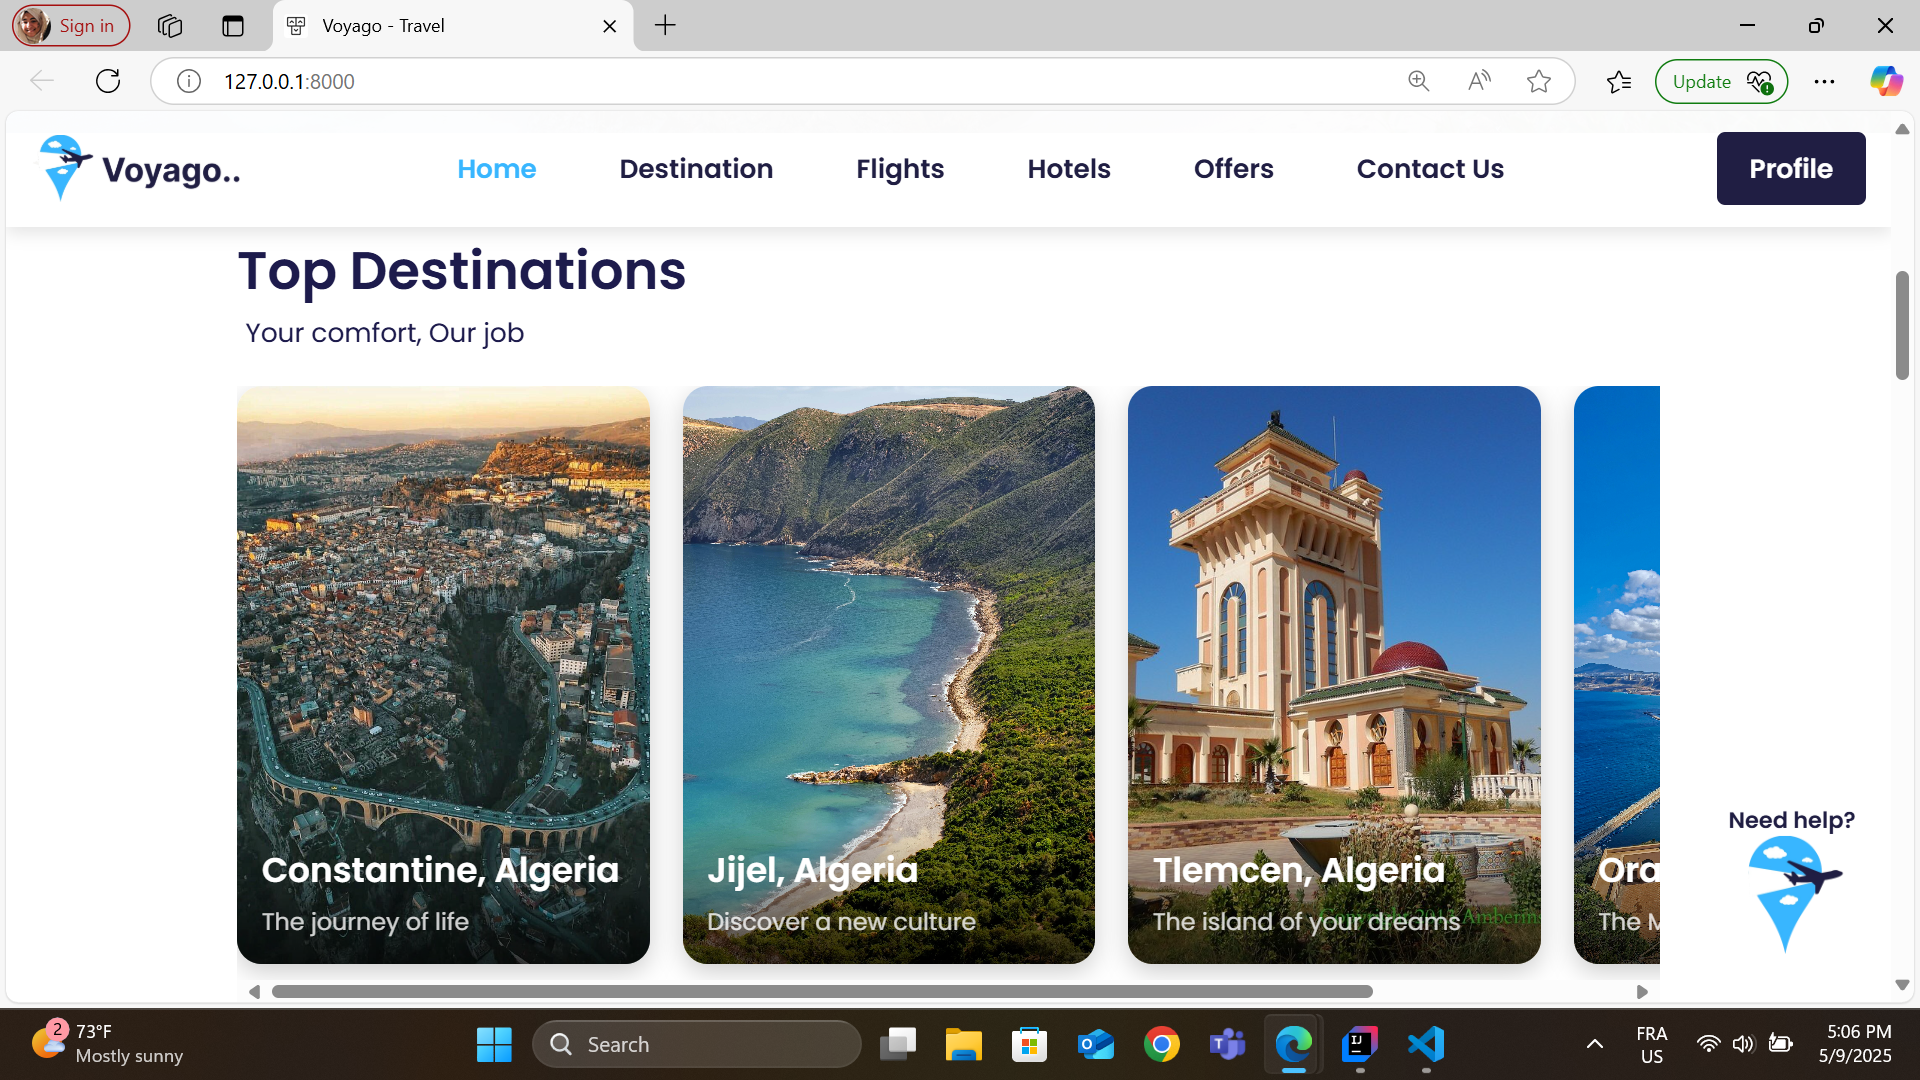 Sign in
Voyago - Travel
127.0.0.1:8000
A
Update
Voyago..
Home
Destination
Flights
Hotels
Offers
Contact Us
Profile
Top Destinations
Your comfort, Our job
Constantine, Algeria
The journey of life
Jijel, Algeria
Discover a new culture
Tlemcen, Algeria
The island of your dreams
Ora
The M
Need help?
2
73°F
Mostly sunny
Search
FRA
US
5:06 PM
5/9/2025